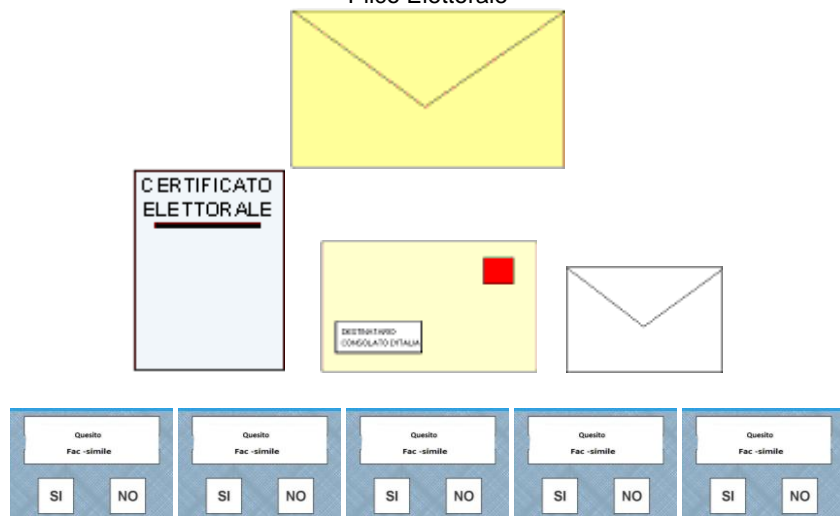 Plico Elettorale
CERTIFICATO
ELETTORALE
DESTINATARIO
CONSOLATO D'ITALIA
Quesito
Fac -simile
SI NO
Quesito
Fac -simile
SI NO
Quesito
Fac -simile
SI NO
Quesito
Fac -simile
SI NO
Quesito
Fac -simile
SI NO